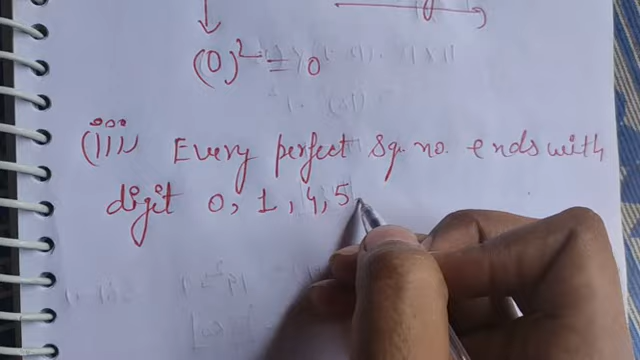 (0)² = 0
(iii) Every perfect Sq. no. ends with
digit 0, 1, 4, 5